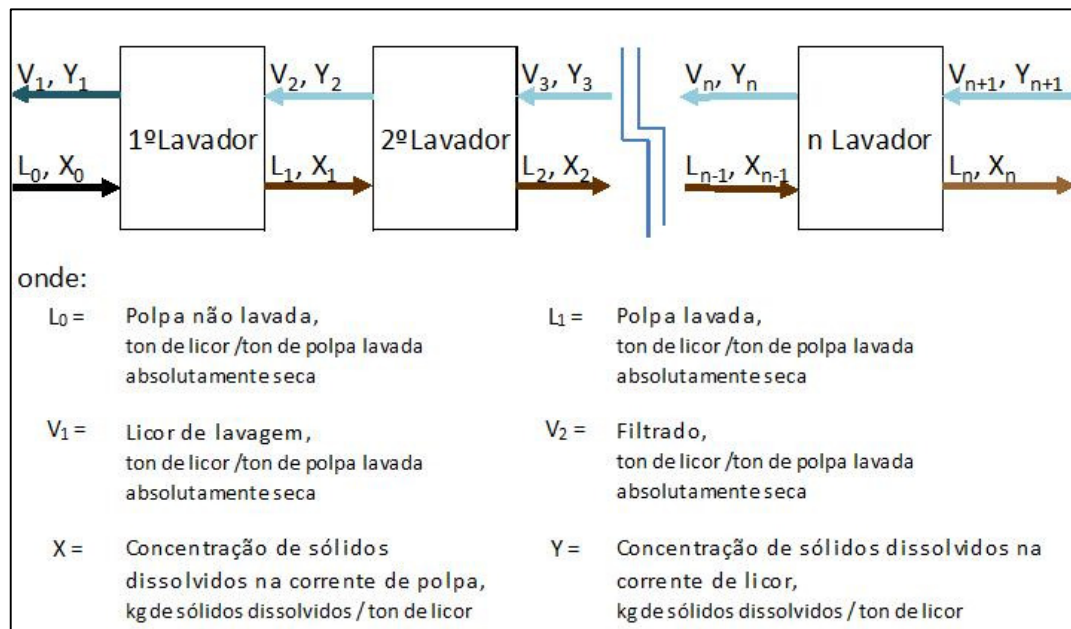 V1, Y1 V2, Y2 V3, Y3 Vn, Yn Vn+1, Yn+1
1ºLavador 2ºLavador n Lavador
L0, X0 L1, X1 L2, X2 Ln-1, Xn-1 Ln, Xn
onde:
L0 = Polpa não lavada, L1 = Polpa lavada,
ton de licor /ton de polpa lavada ton de licor /ton de polpa lavada
absolutamente seca absolutamente seca
V1 = Licor de lavagem, V2 = Filtrado,
ton de licor /ton de polpa lavada ton de licor /ton de polpa lavada
absolutamente seca absolutamente seca
X = Concentração de sólidos Y = Concentração de sólidos dissolvidos na
dissolvidos na corrente de polpa, corrente de licor,
kg de sólidos dissolvidos / ton de licor kg de sólidos dissolvidos / ton de licor